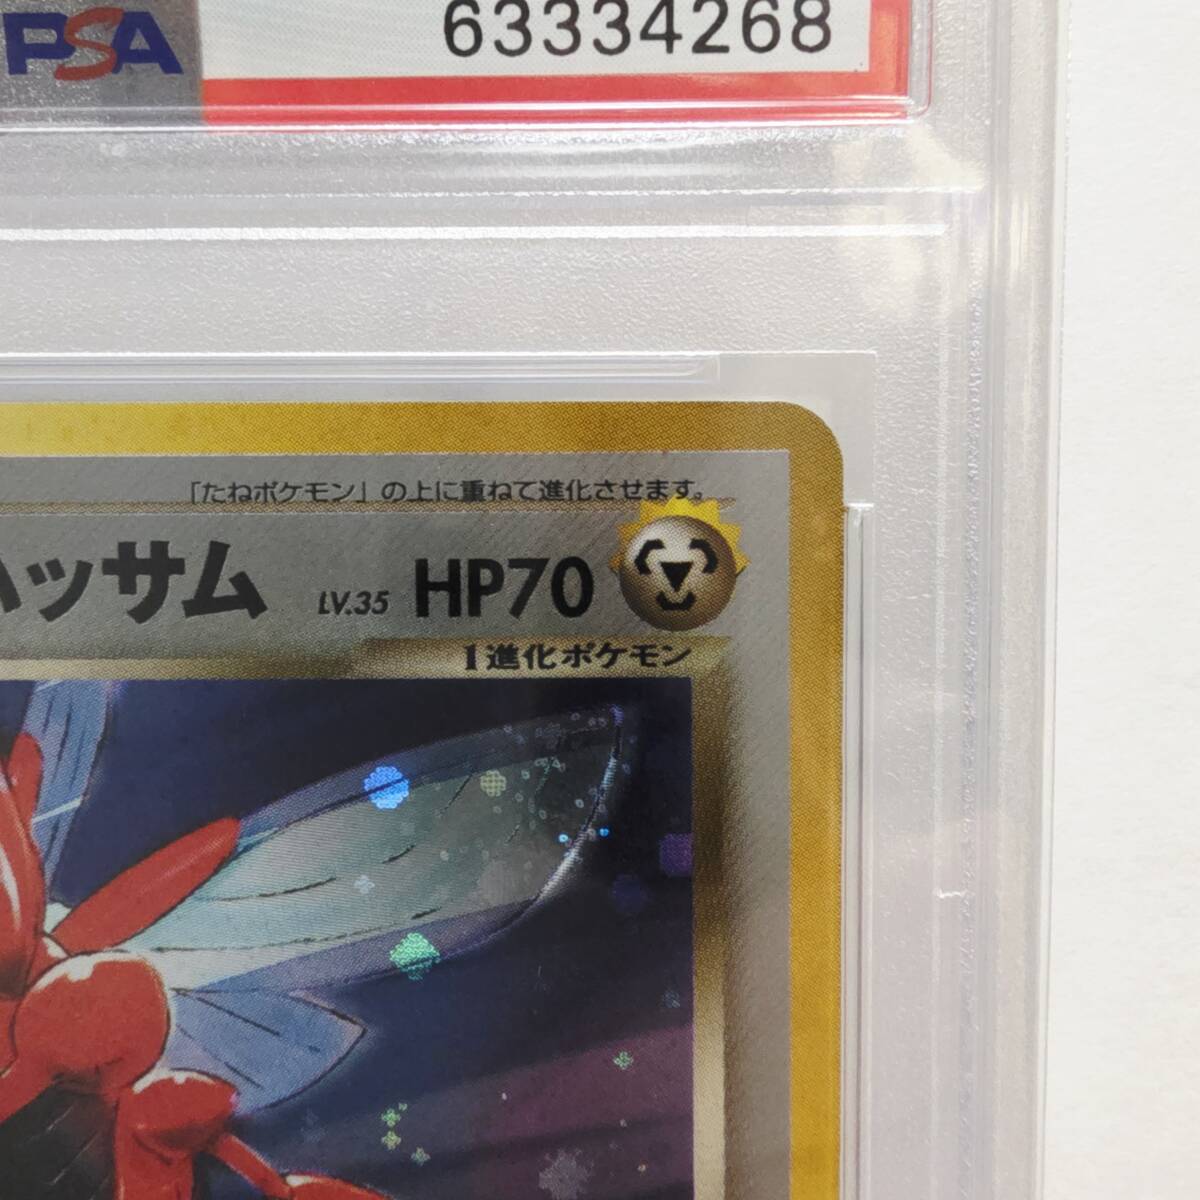 PSA
63334268
「たねポケモン」の上に重ねて進化させます。
ハッサム LV.35 HP70
1進化ポケモン